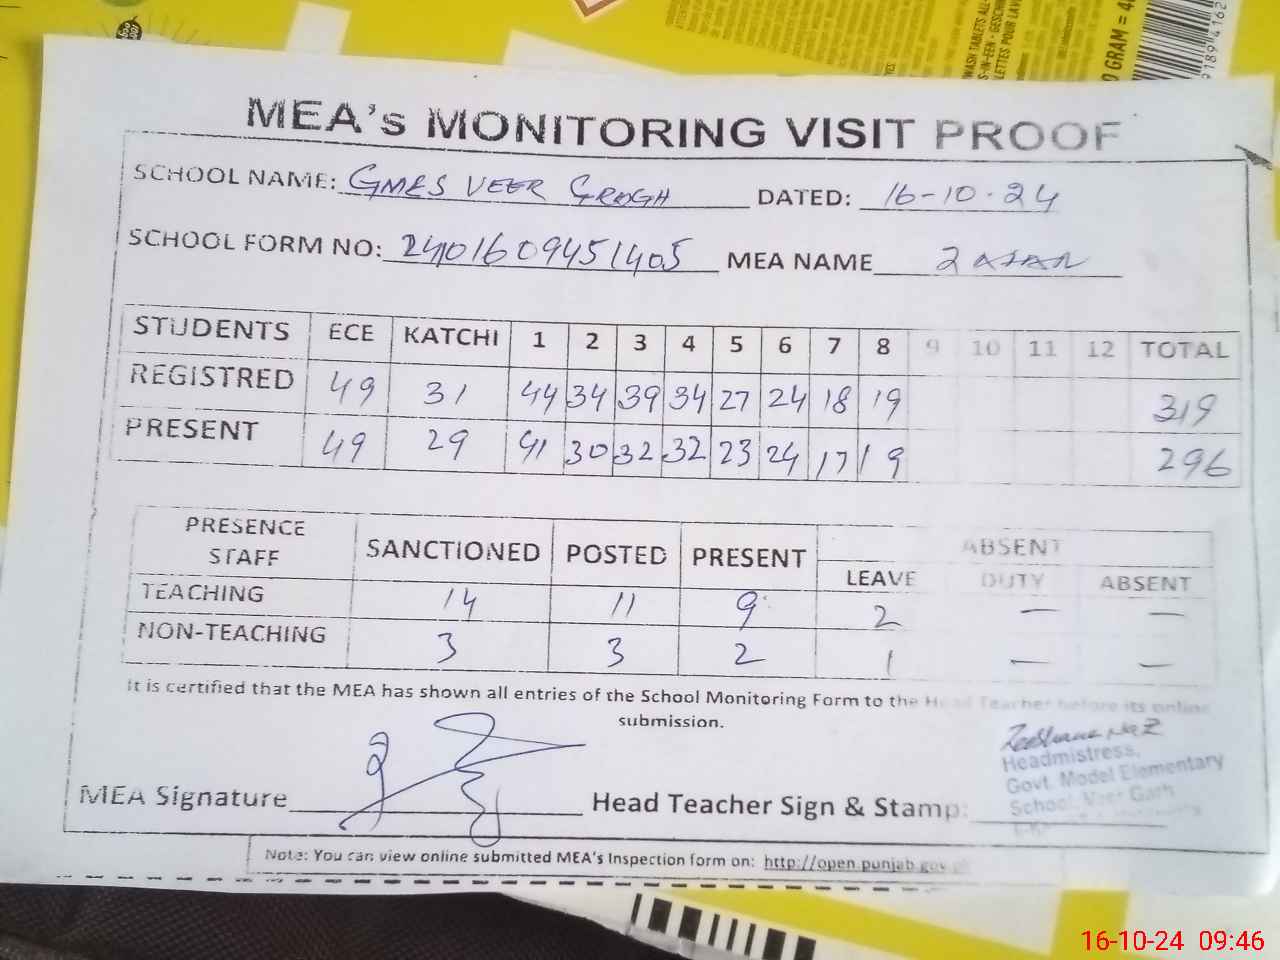 0 GRAM = 4
MEA's MONITORING VISIT PROOF
SCHOOL NAME: GMES VEER GROGH DATED: 16-10-24
SCHOOL FORM NO: 2401609451405 MEA NAME
STUDENTS ECE KATCHI 1 2 3 4 5 6 7 8 9 10 11 12 TOTAL
REGISTRED 49 31 44 34 39 34 27 24 18 19 319
PRESENT 49 29 41 30 32 32 23 24 17 19 296
PRESENCE STAFF SANCTIONED POSTED PRESENT ABSENT
LEAVE DUTY ABSENT
TEACHING 14 11 9 2 — —
NON-TEACHING 3 3 2 1 — —
It is certified that the MEA has shown all entries of the School Monitoring Form to the Head Teacher before its online
submission.
Headmistress,
Govt. Model Elementary
School Veer Garh
MEA Signature Head Teacher Sign & Stamp:
Note: You can view online submitted MEA's Inspection form on: http://open.punjab.gov.pk
16-10-24 09:46